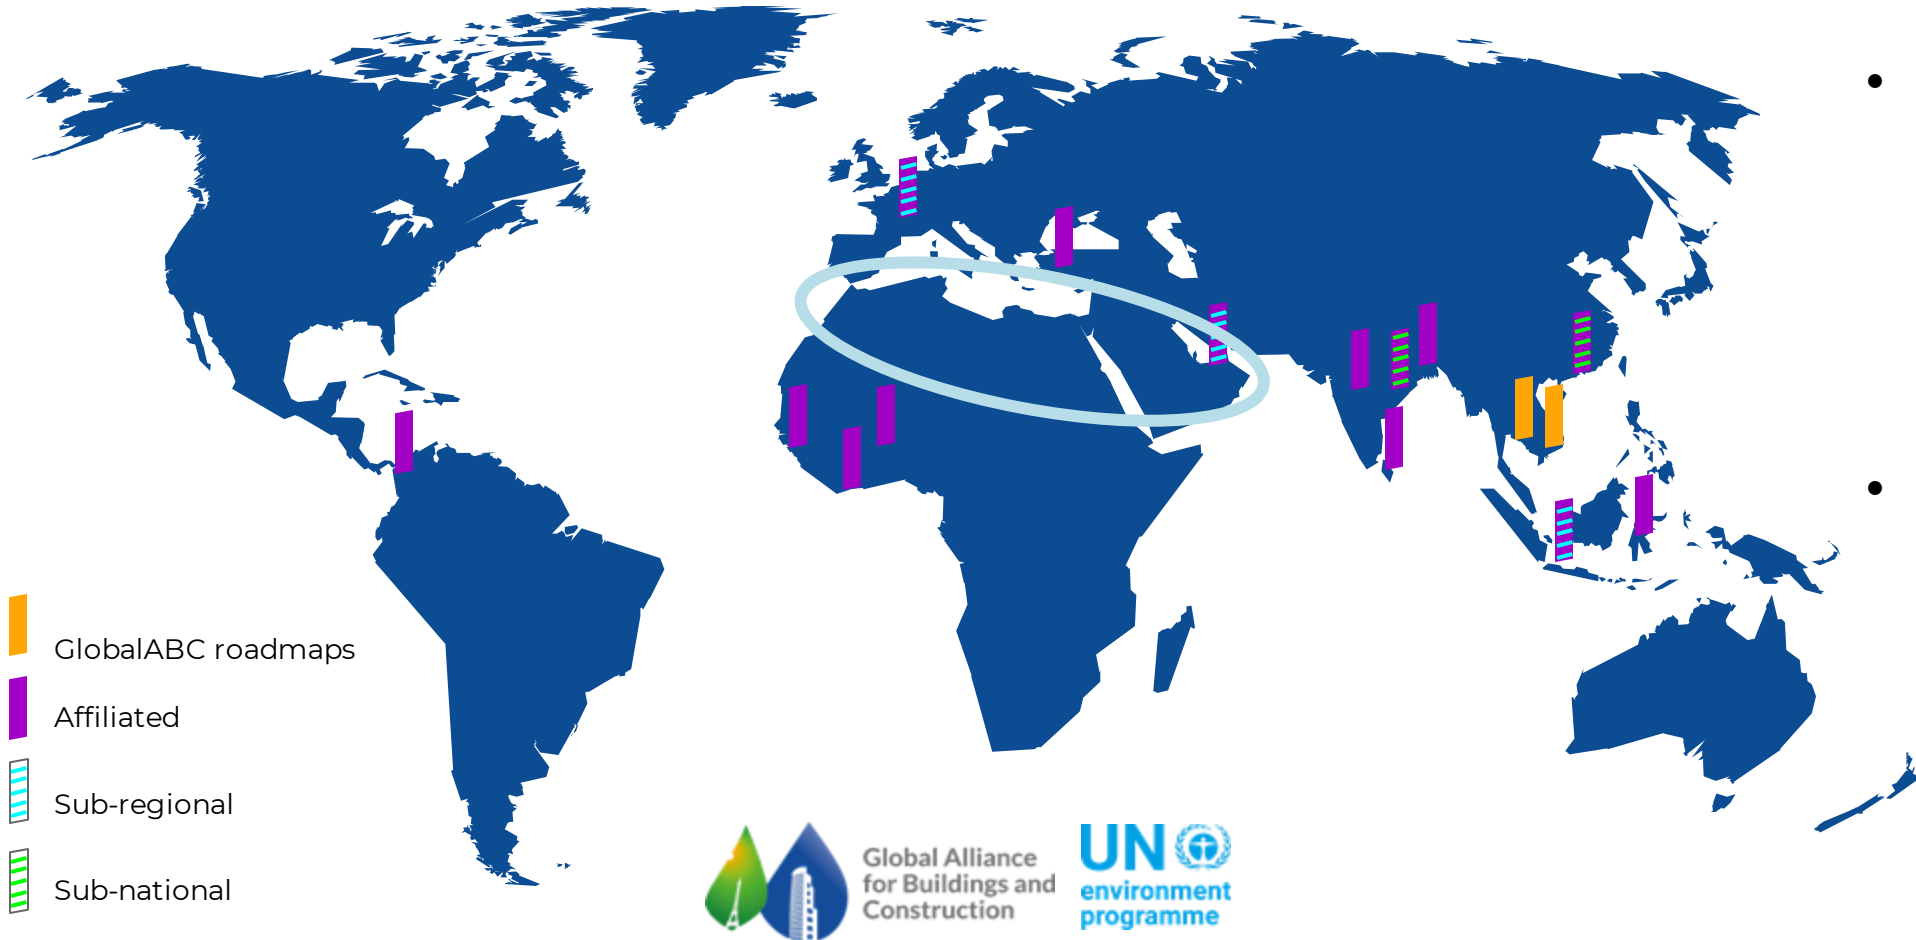 GlobalABC roadmaps
Affiliated
Sub-regional
Sub-national
Global Alliance
for Buildings and
Construction
UN
environment
programme